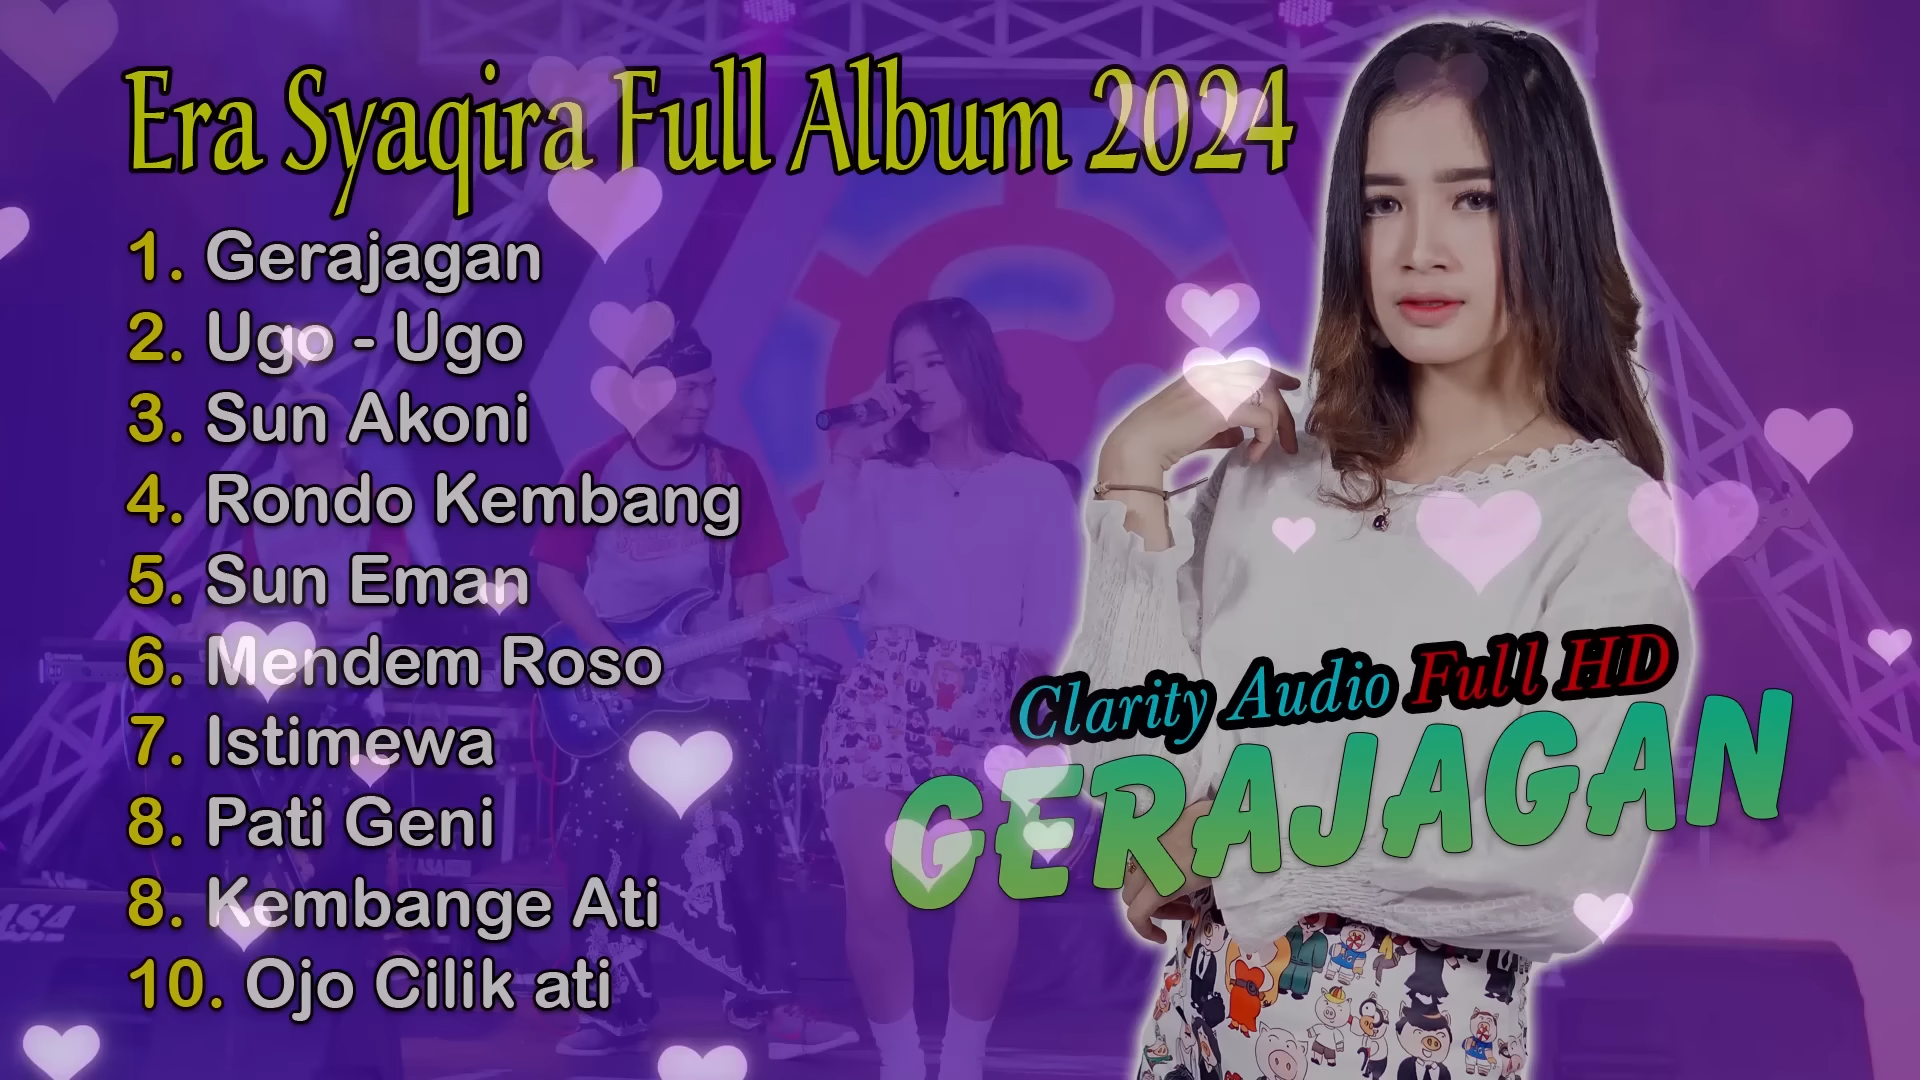 Era Syaqira Full Album 2024
1. Gerajagan
2. Ugo - Ugo
3. Sun Akoni
4. Rondo Kembang
5. Sun Eman
6. Mendem Roso
7. Istimewa
8. Pati Geni
8. Kembange Ati
10. Ojo Cilik ati
Clarity Audio Full HD
GERAJAGAN
ASA